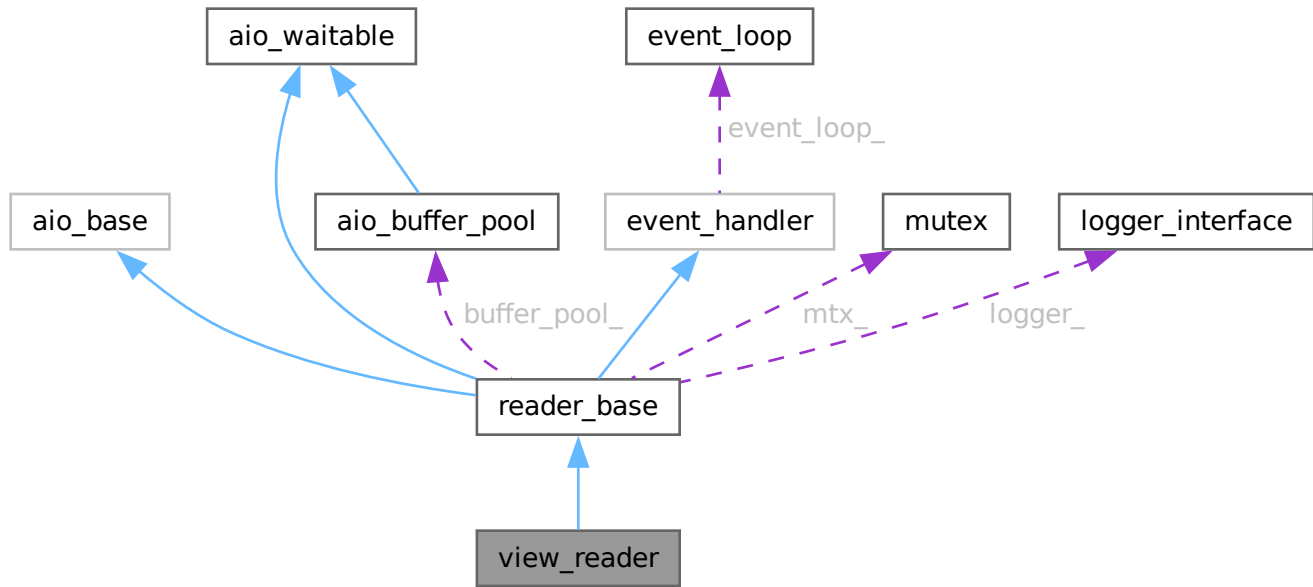 aio_waitable
event_loop
event_loop_
aio_base
aio_buffer_pool
event_handler
mutex
logger_interface
buffer_pool_
mtx_
logger_
reader_base
view_reader